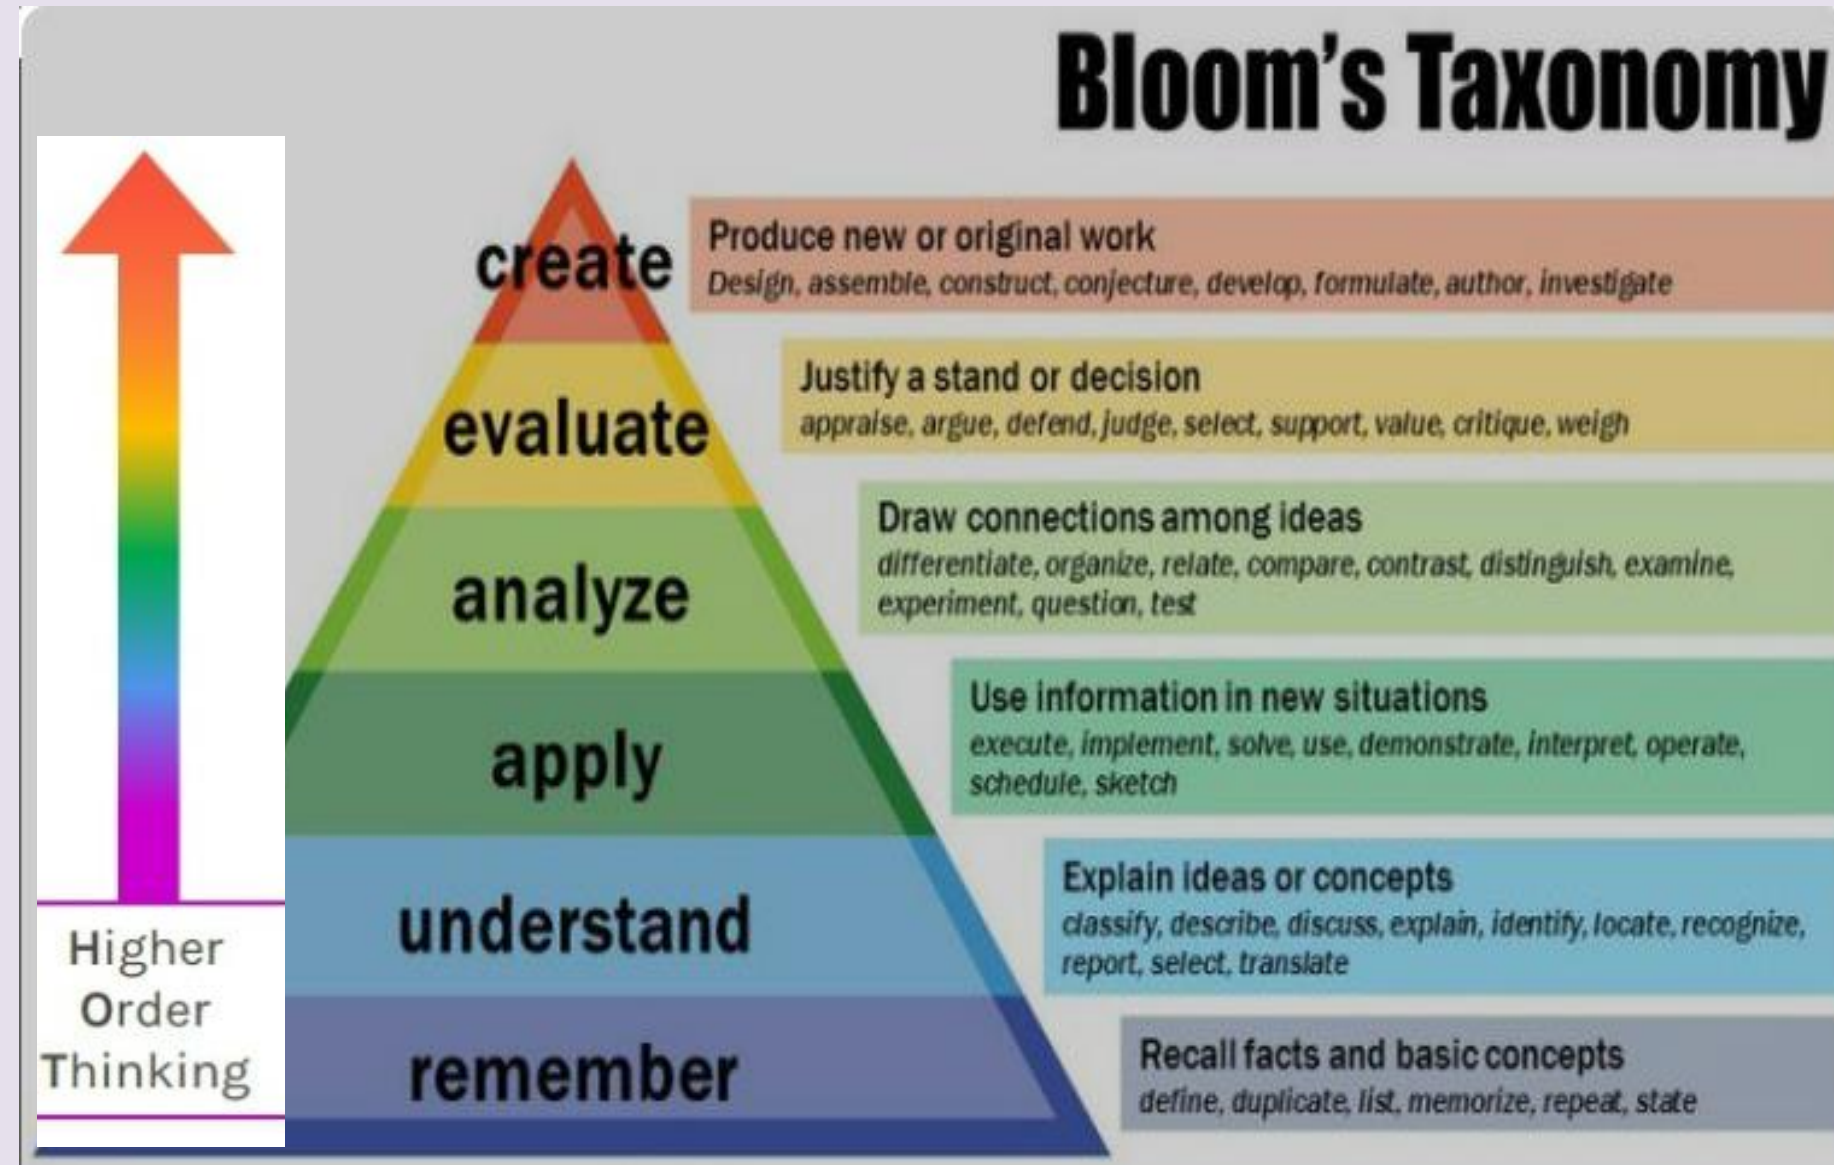 Bloom's Taxonomy
create
Produce new or original work
Design, assemble, construct, conjecture, develop, formulate, author, investigate
evaluate
Justify a stand or decision
appraise, argue, defend, judge, select, support, value, critique, weigh
analyze
Draw connections among ideas
differentiate, organize, relate, compare, contrast, distinguish, examine,
experiment, question, test
apply
Use information in new situations
execute, implement, solve, use, demonstrate, interpret, operate,
schedule, sketch
understand
Explain ideas or concepts
classify, describe, discuss, explain, identify, locate, recognize,
report, select, translate
remember
Recall facts and basic concepts
define, duplicate, list, memorize, repeat, state
Higher
Order
Thinking